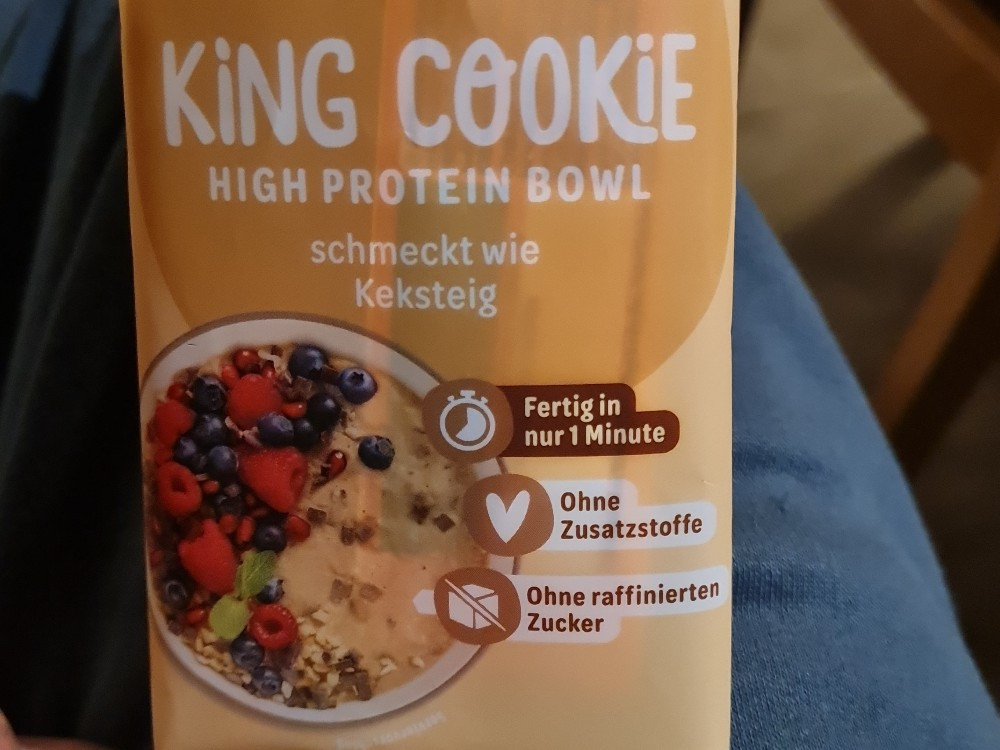 KiNG COOKiE
HIGH PROTEIN BOWL
schmeckt wie
Keksteig
Fertig in
nur 1 Minute
Ohne
Zusatzstoffe
Ohne raffinierten
Zucker